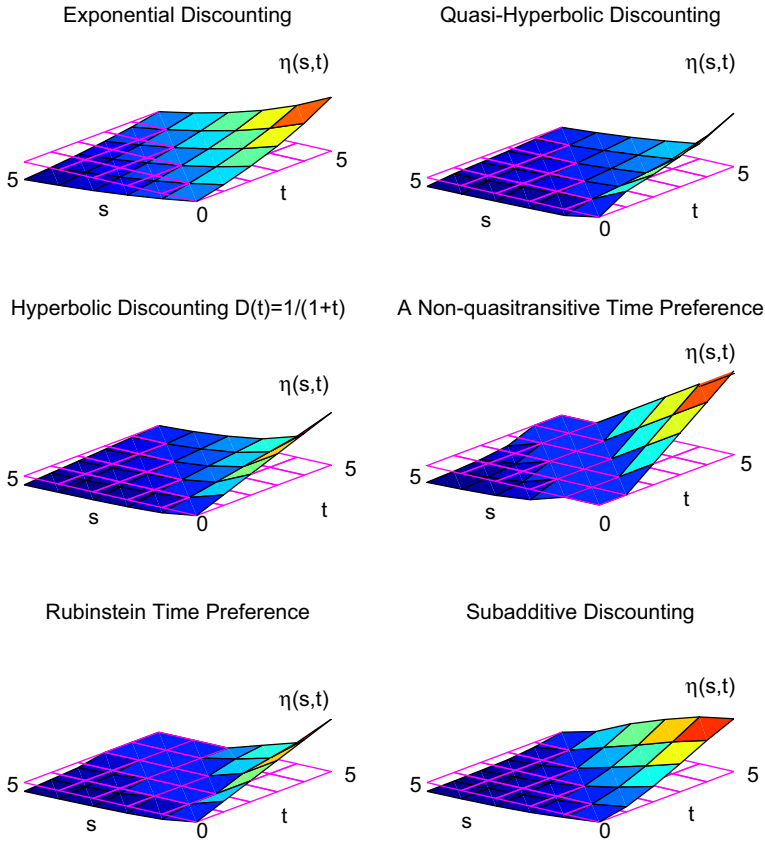 Exponential Discounting
Quasi-Hyperbolic Discounting
η(s,t)
η(s,t)
5
5
s
t
0
5
5
s
t
0
Hyperbolic Discounting D(t)=1/(1+t)
A Non-quasitransitive Time Preference
η(s,t)
η(s,t)
5
5
s
t
0
5
5
s
t
0
Rubinstein Time Preference
Subadditive Discounting
η(s,t)
η(s,t)
5
5
s
t
0
5
5
s
t
0